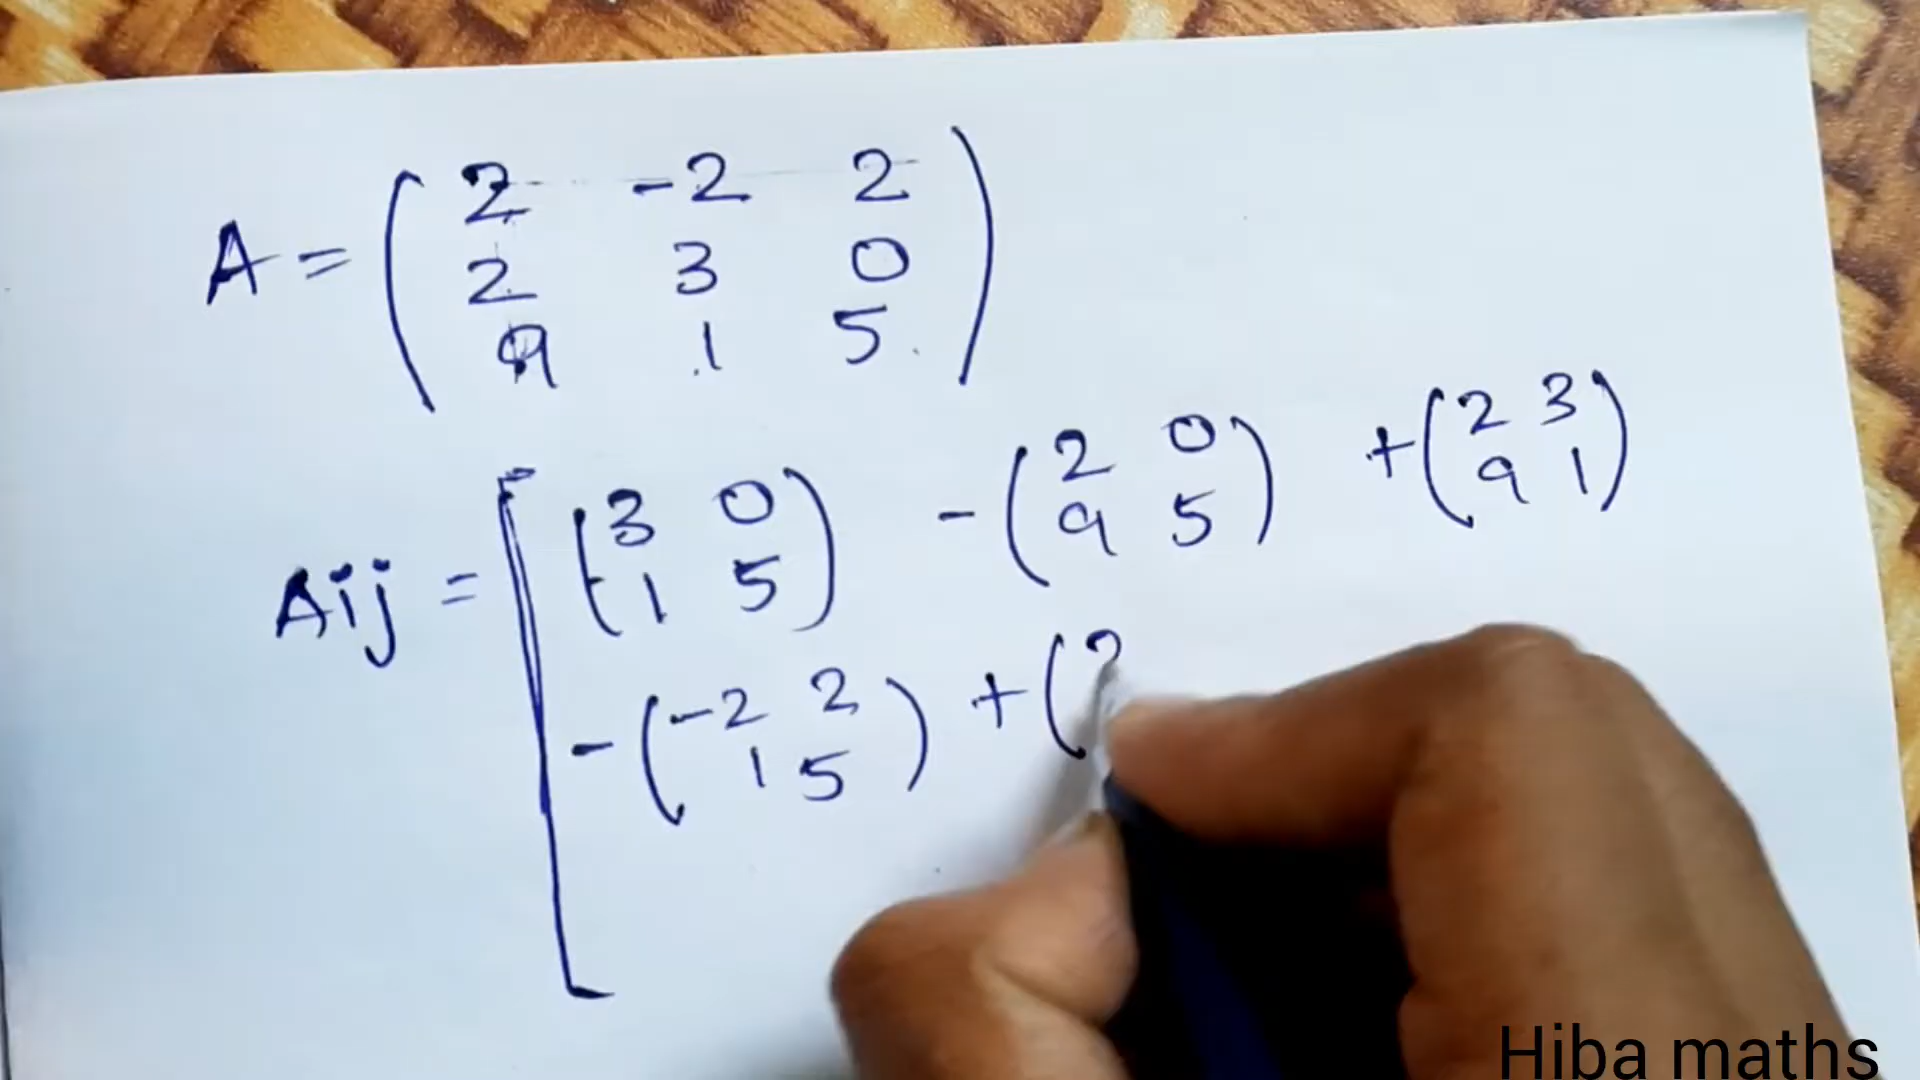 A = ( 2 -2 2
2 3 0
9 1 5 )
Aij = [ ( 3 0 - ( 2 0 + ( 2 3
1 5 ) 9 5 ) 9 1 )
- ( -2 2 + ( 2
1 5 )
Hiba maths